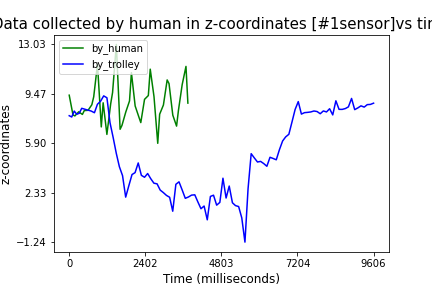 Data collected by human in z-coordinates [#1sensor]vs tim
by_human
by_trolley
13.03
9.47
5.90
2.33
−1.24
z-coordinates
0 2402 4803 7204 9606
Time (milliseconds)